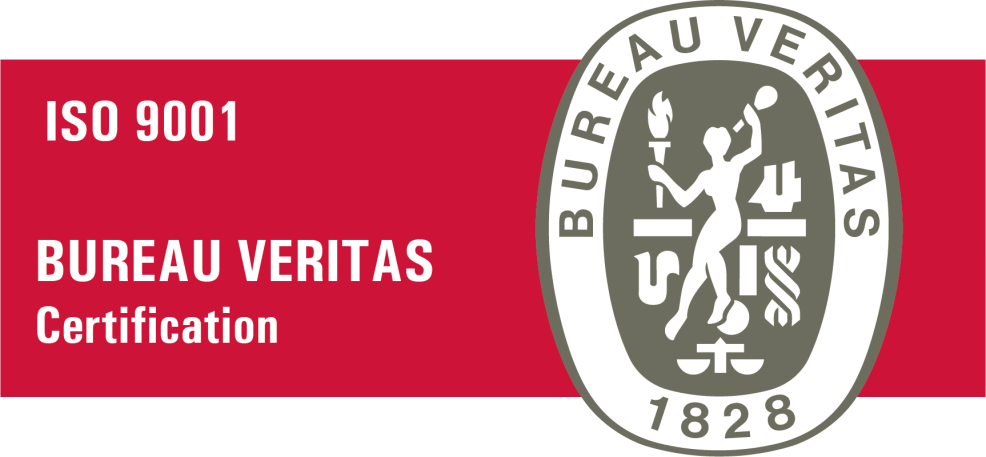 ISO 9001
BUREAU VERITAS
Certification
BUREAU VERITAS
1828